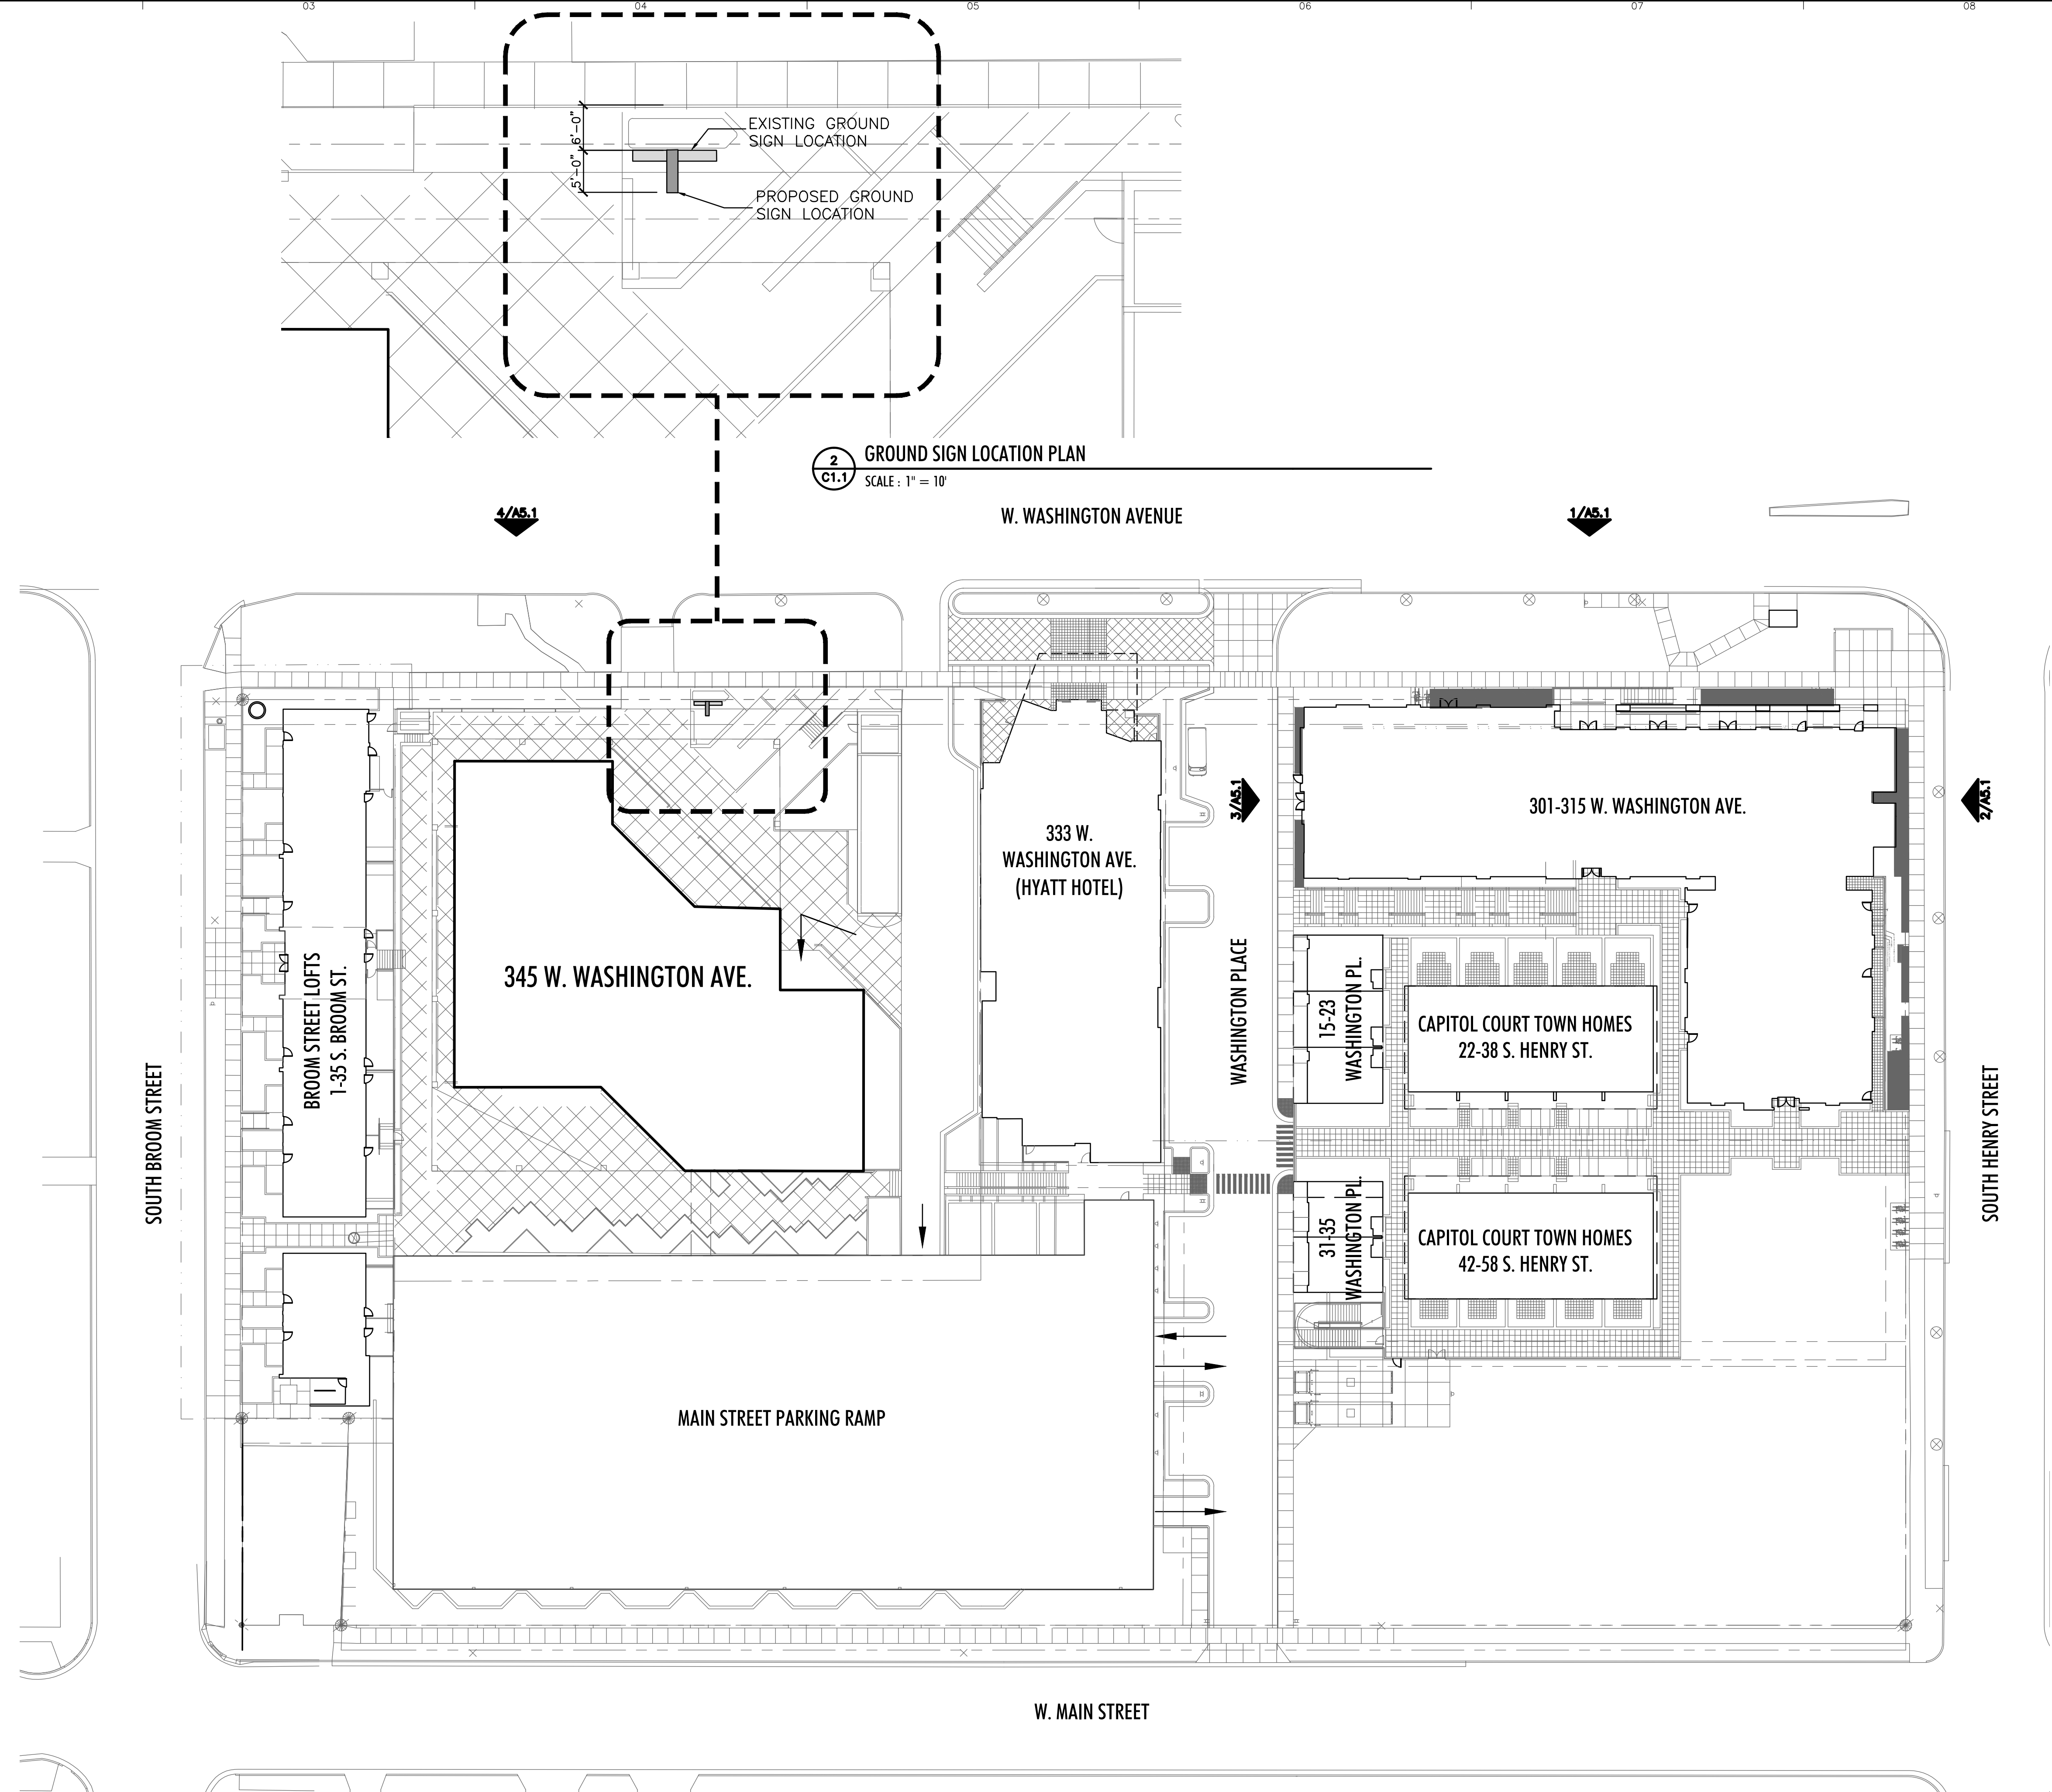 03
04
05
06
07
08
6'-0"
5'-0"
EXISTING GROUND
SIGN LOCATION
PROPOSED GROUND
SIGN LOCATION
2
C1.1
GROUND SIGN LOCATION PLAN
SCALE : 1" = 10'
4/A5.1
W. WASHINGTON AVENUE
1/A5.1
3/A5.1
2/A5.1
301-315 W. WASHINGTON AVE.
333 W.
WASHINGTON AVE.
(HYATT HOTEL)
345 W. WASHINGTON AVE.
BROOM STREET LOFTS
1-35 S. BROOM ST.
WASHINGTON PLACE
15-23
WASHINGTON PL.
CAPITOL COURT TOWN HOMES
22-38 S. HENRY ST.
SOUTH BROOM STREET
SOUTH HENRY STREET
31-35
WASHINGTON PL.
CAPITOL COURT TOWN HOMES
42-58 S. HENRY ST.
MAIN STREET PARKING RAMP
W. MAIN STREET